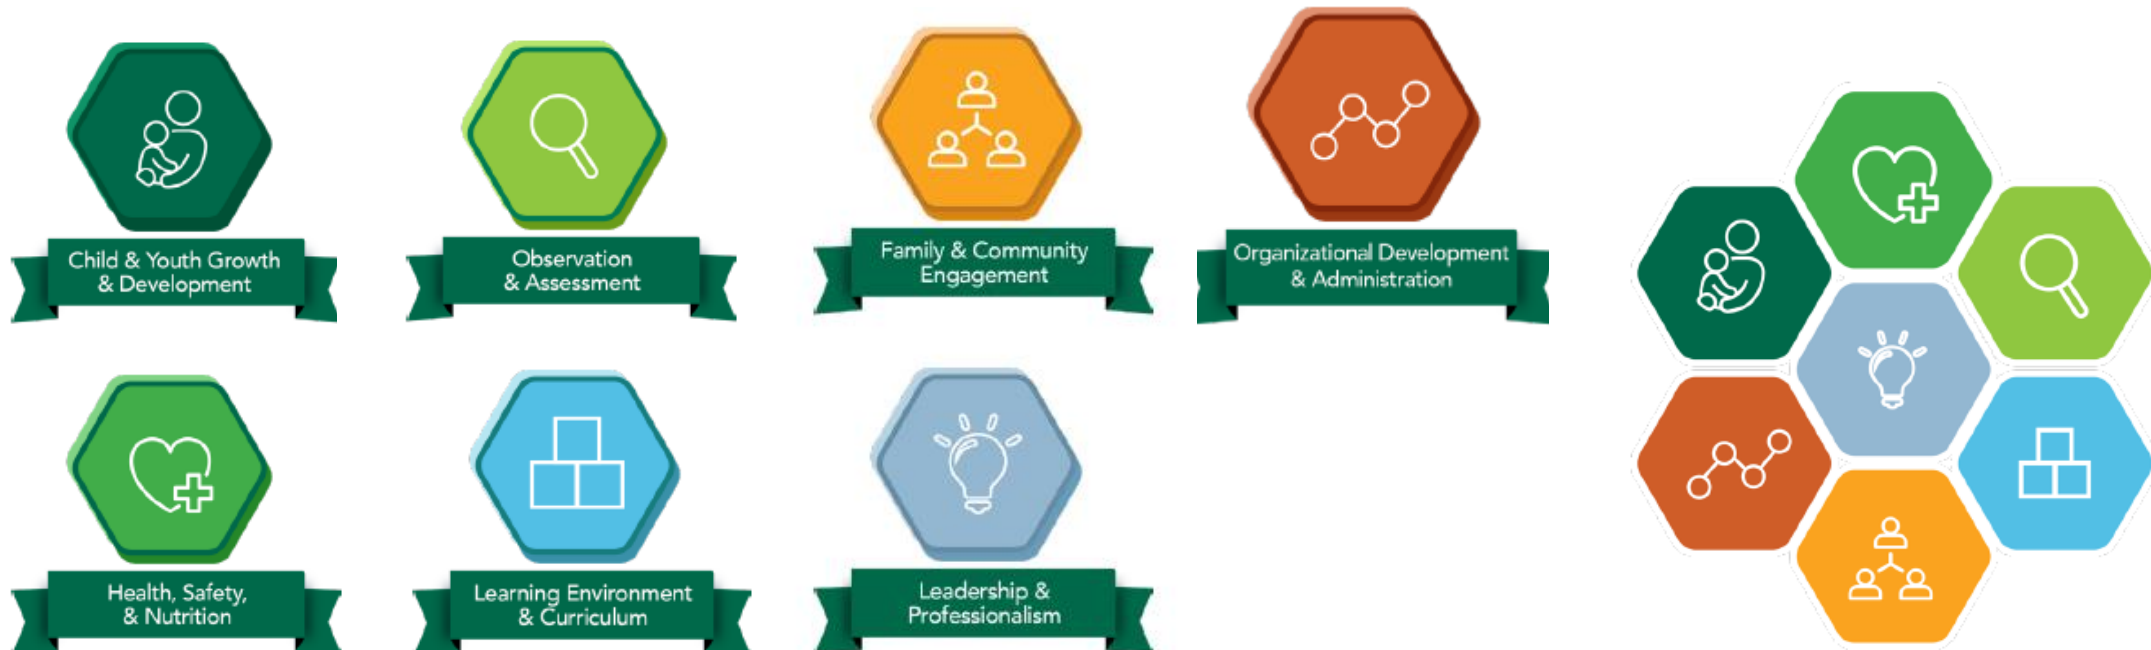 Child & Youth Growth
& Development
Observation
& Assessment
Family & Community
Engagement
Organizational Development
& Administration
Health, Safety,
& Nutrition
Learning Environment
& Curriculum
Leadership &
Professionalism